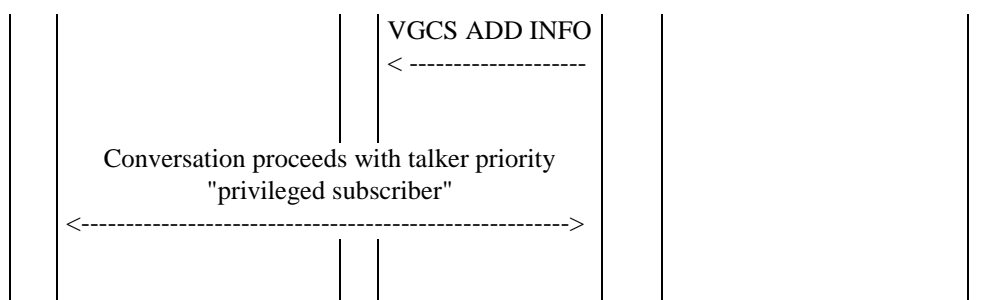 VGCS ADD INFO
< --------------------
Conversation proceeds with talker priority
"privileged subscriber"
<------------------------------------------------------->